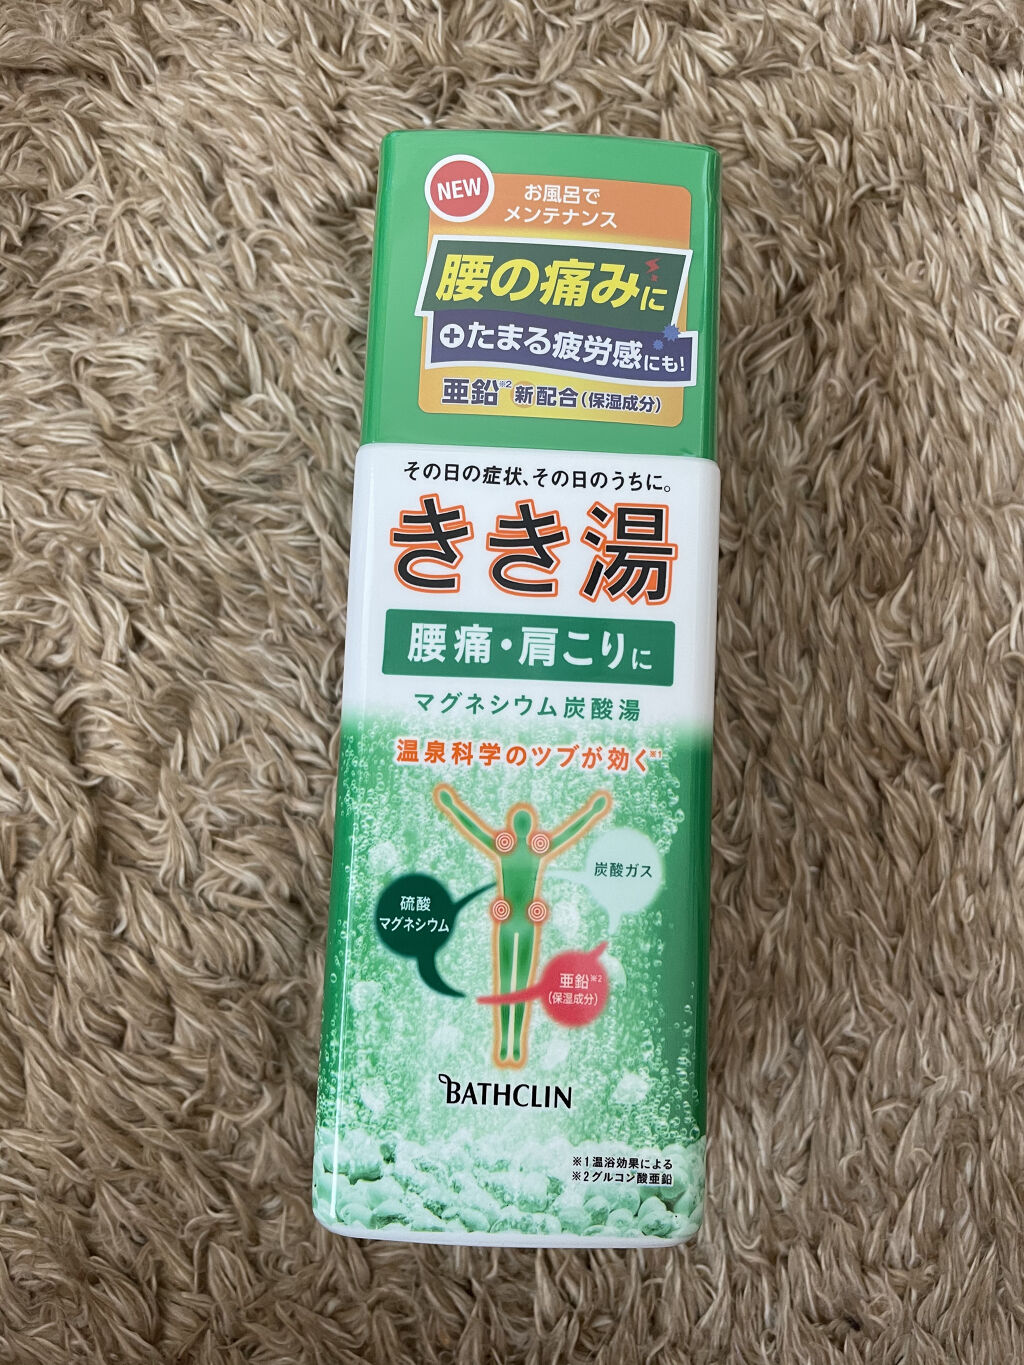 NEW
お風呂で
メンテナンス
腰の痛みに
+たまる疲労感にも!
亜鉛※2新配合(保湿成分)
その日の症状、その日のうちに。
きき湯
腰痛・肩こりに
マグネシウム炭酸湯
温泉科学のツブが効く※1
炭酸ガス
硫酸
マグネシウム
亜鉛※2
(保湿成分)
BATHCLIN
※1温浴効果による
※2グルコン酸亜鉛